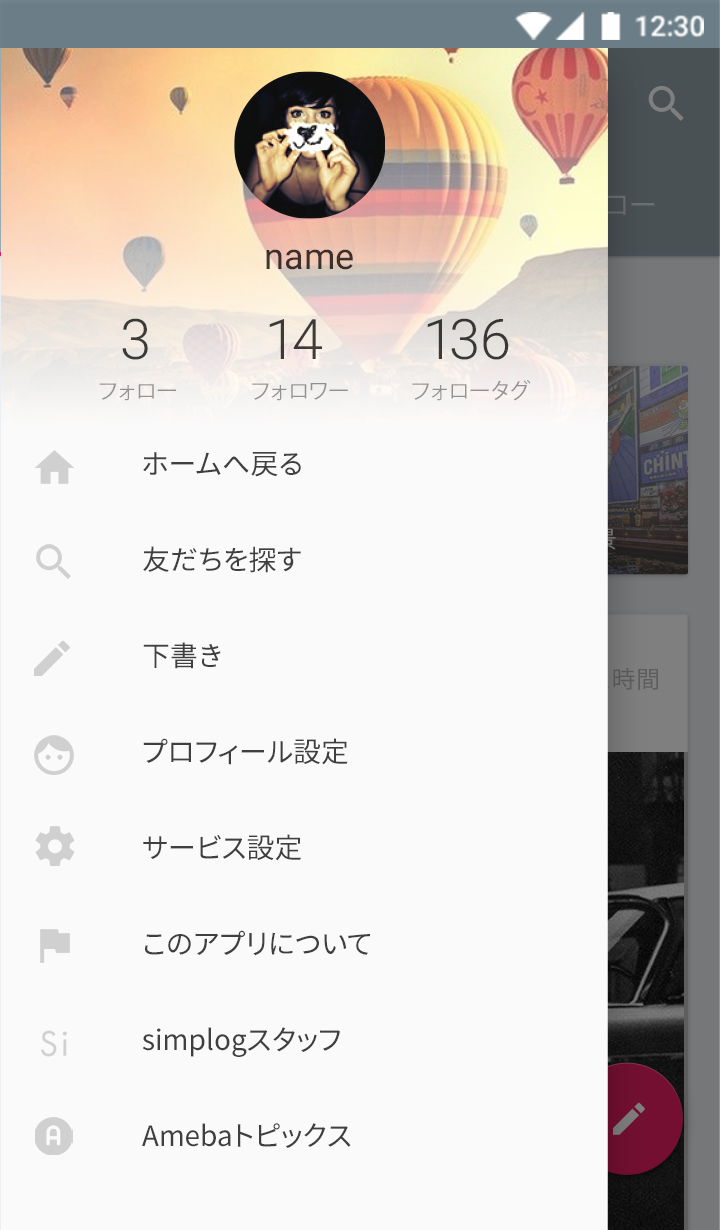 12:30
ロー
name
3 14 136
フォロー フォロワー フォロータグ
ホームへ戻る
CHINT
友だちを探す
下書き
時間
プロフィール設定
サービス設定
このアプリについて
Si simplogスタッフ
A Amebaトピックス